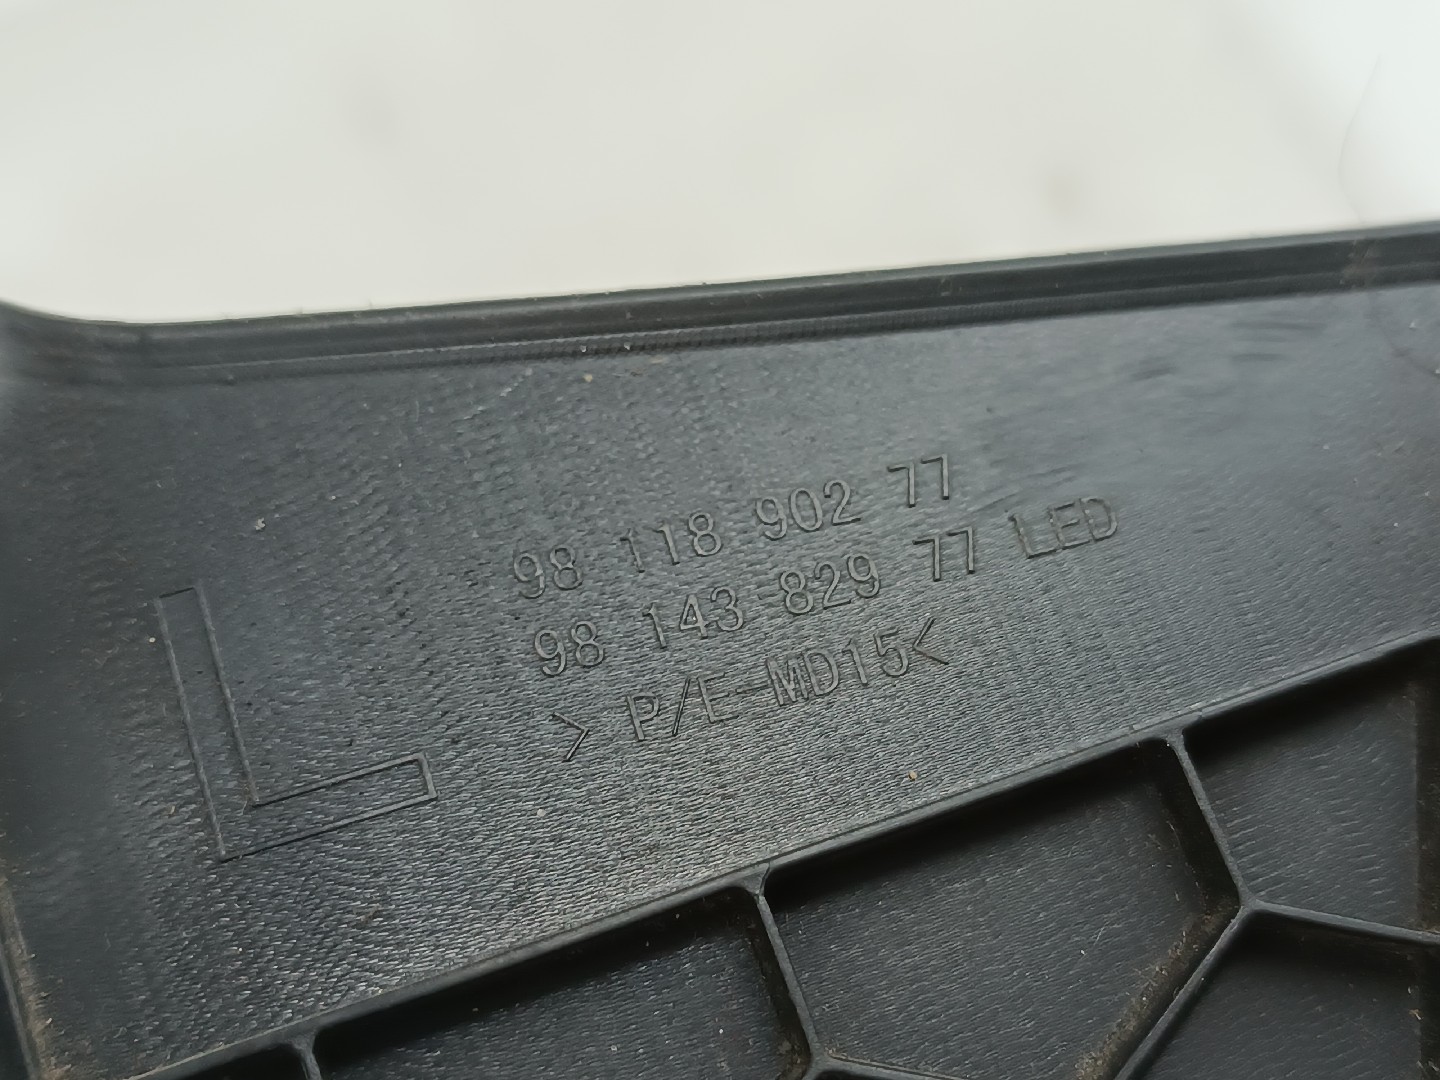 98 118 902 77
98 143 829 77 LED
> P/E-MD15<
L